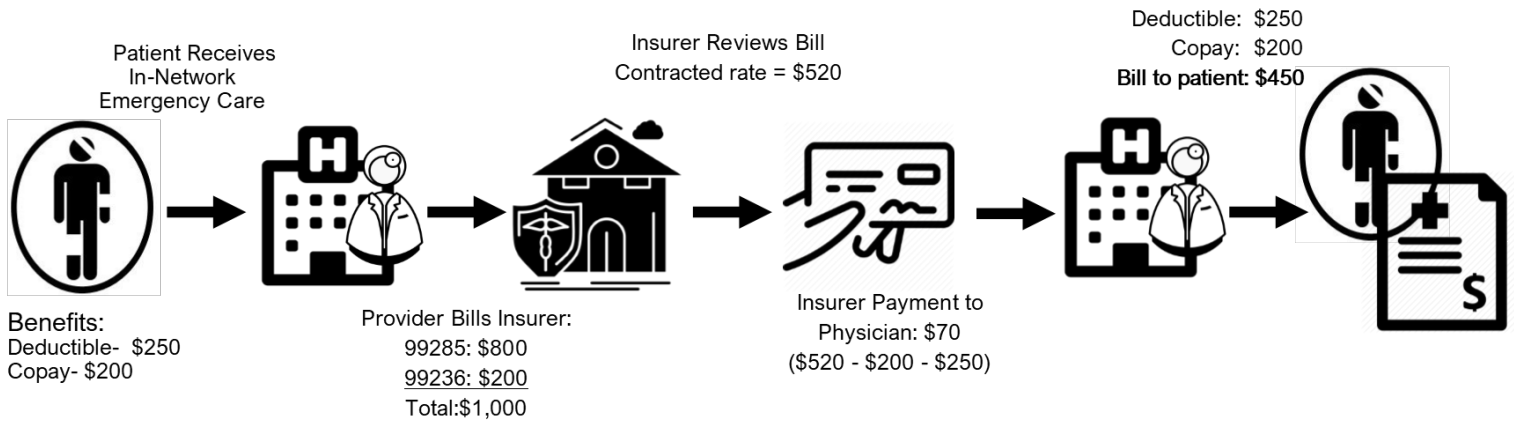 Patient Receives
In-Network
Emergency Care
Benefits:
Deductible-  $250
Copay- $200
H
Provider Bills Insurer:
99285: $800
99236: $200
Total:$1,000
Insurer Reviews Bill
Contracted rate = $520
Insurer Payment to
Physician: $70
($520 - $200 - $250)
H
Deductible:  $250
Copay:  $200
Bill to patient: $450
$